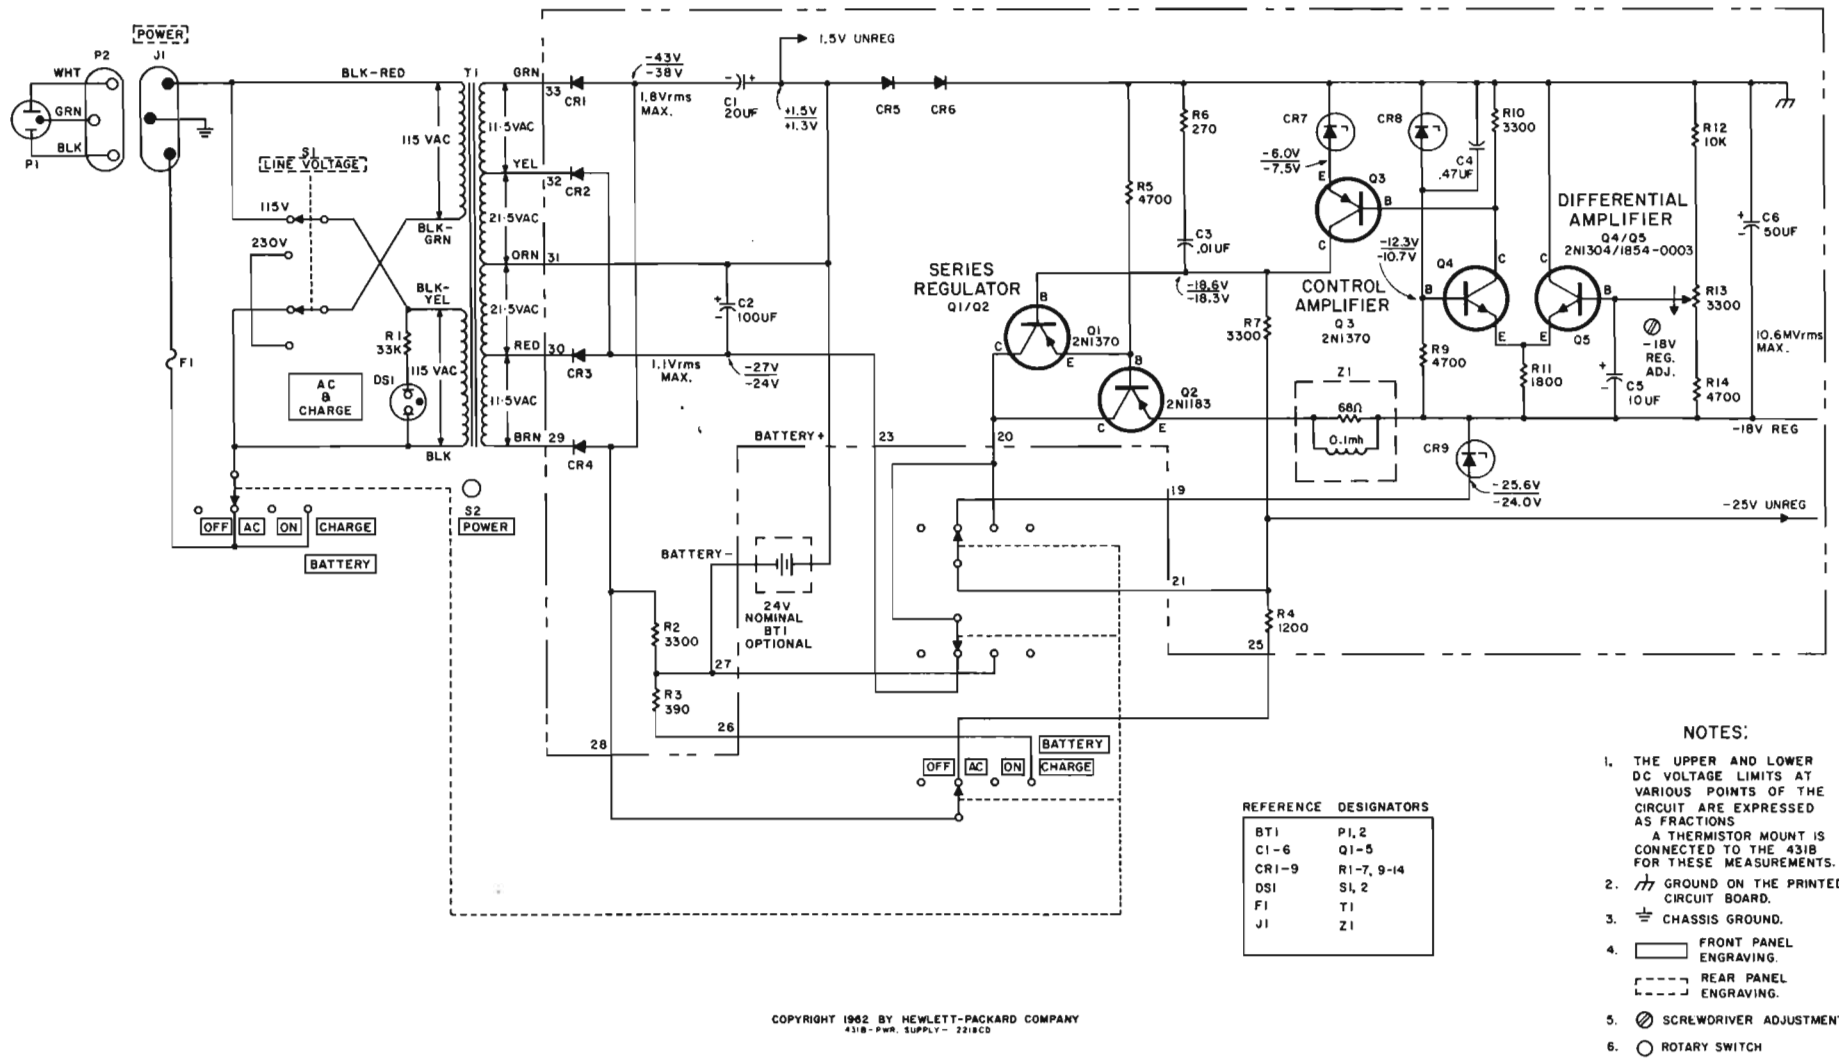 POWER
P2
J1
WHT
GRN
BLK
P1
BLK-RED
T1
115 VAC
S1
LINE VOLTAGE
115V
230V
BLK-GRN
BLK-YEL
R1
33K
DS1
115 VAC
AC & CHARGE
F1
BLK
OFF
AC
ON
CHARGE
BATTERY
S2
POWER
GRN
33
CR1
11.5VAC
YEL
32
CR2
21.5VAC
ORN
31
21.5VAC
RED
30
CR3
11.5VAC
BRN
29
CR4
-43V
-38V
1.8Vrms
MAX.
- +
C1
20UF
1.5V UNREG
+1.5V
+1.3V
CR5
CR6
+
-
C2
100UF
1.1Vrms
MAX.
-27V
-24V
BATTERY+
23
20
BATTERY-
24V
NOMINAL
BT1
OPTIONAL
R2
3300
27
R3
390
26
28
R5
4700
R6
270
C3
.01UF
SERIES
REGULATOR
Q1/Q2
B
C
E
Q1
2N1370
B
C
E
Q2
2N1183
-18.6V
-18.3V
R7
3300
CR7
-6.0V
-7.5V
E
Q3
B
C
CONTROL
AMPLIFIER
Q3
2N1370
CR8
C4
.47UF
R10
3300
-12.3V
-10.7V
Q4
B
C
E
R9
4700
R11
1800
DIFFERENTIAL
AMPLIFIER
Q4/Q5
2N1304/1854-0003
C
B
E
Q5
R12
10K
R13
3300
-18V
REG.
ADJ.
+
-
C5
10UF
R14
4700
+
-
C6
50UF
10.6MVrms
MAX.
Z1
68Ω
0.1mh
-18V REG
CR9
-25.6V
-24.0V
-25V UNREG
19
21
R4
1200
25
BATTERY
OFF
AC
ON
CHARGE
REFERENCE DESIGNATORS
BT1 P1,2
C1-6 Q1-5
CR1-9 R1-7, 9-14
DS1 S1, 2
F1 T1
J1 Z1
NOTES:
1. THE UPPER AND LOWER
DC VOLTAGE LIMITS AT
VARIOUS POINTS OF THE
CIRCUIT ARE EXPRESSED
AS FRACTIONS
A THERMISTOR MOUNT IS
CONNECTED TO THE 431B
FOR THESE MEASUREMENTS.
2. GROUND ON THE PRINTED
CIRCUIT BOARD.
3. CHASSIS GROUND.
4. FRONT PANEL
ENGRAVING.
REAR PANEL
ENGRAVING.
5. SCREWDRIVER ADJUSTMENT
6. ROTARY SWITCH
COPYRIGHT 1962 BY HEWLETT-PACKARD COMPANY
431B-PWR. SUPPLY- 221BCD